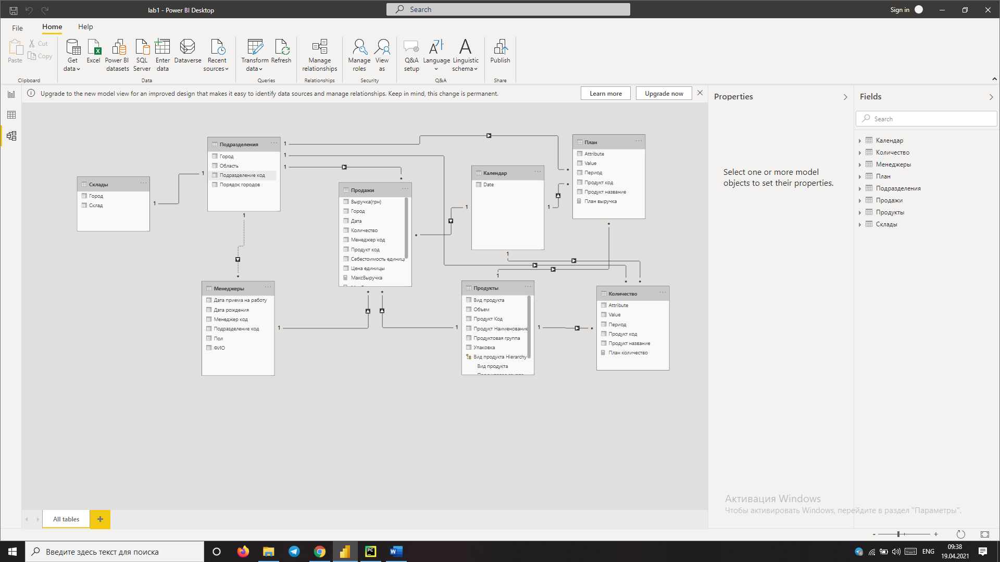 lab1 - Power BI Desktop
Search
Sign in
File
Home
Help
Paste
Cut
Copy
Clipboard
Get data
Excel
Power BI datasets
SQL Server
Enter data
Dataverse
Recent sources
Data
Transform data
Refresh
Queries
Manage relationships
Relationships
Manage roles
View as
Security
Q&A setup
Language
Linguistic schema
Q&A
Publish
Share
Upgrade to the new model view for an improved design that makes it easy to identify data sources and manage relationships. Keep in mind, this change is permanent.
Learn more
Upgrade now
Склады
Город
Склад
Подразделения
Город
Область
Подразделение код
Порядок городов
Менеджеры
Дата приема на работу
Дата рождения
Менеджер код
Подразделение код
Пол
ФИО
Продажи
Выручка(грн)
Город
Дата
Количество
Менеджер код
Продукт код
Себестоимость единиц
Цена единицы
МаксВыручка
Календар
Date
План
Attribute
Value
Период
Продукт код
Продукт название
План выручка
Продукты
Вид продукта
Объем
Продукт Код
Продукт Наименование
Продуктовая группа
Упаковка
Вид продукта Hierarchy
Вид продукта
Количество
Attribute
Value
Период
Продукт код
Продукт название
План количество
1
1
1
1
1
1
1
1
1
1
1
1
1
*
*
*
*
*
*
*
*
*
*
*
Properties
Select one or more model
objects to set their properties.
Fields
Search
Календар
Количество
Менеджеры
План
Подразделения
Продажи
Продукты
Склады
Активация Windows
Чтобы активировать Windows, перейдите в раздел "Параметры".
All tables
+
- +
Введите здесь текст для поиска
PC
W
ENG
09:38
19.04.2021